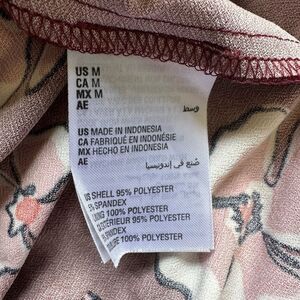 US M
CA M
MX M
AE وسط
US MADE IN INDONESIA
CA FABRIQUÉ EN INDONÉSIE
MX HECHO EN INDONESIA
AE صنع في إندونيسيا
US SHELL 95% POLYESTER
5% SPANDEX
LINING 100% POLYESTER
EXTÉRIEUR 95% POLYESTER
SPANDEX
100% POLYESTER